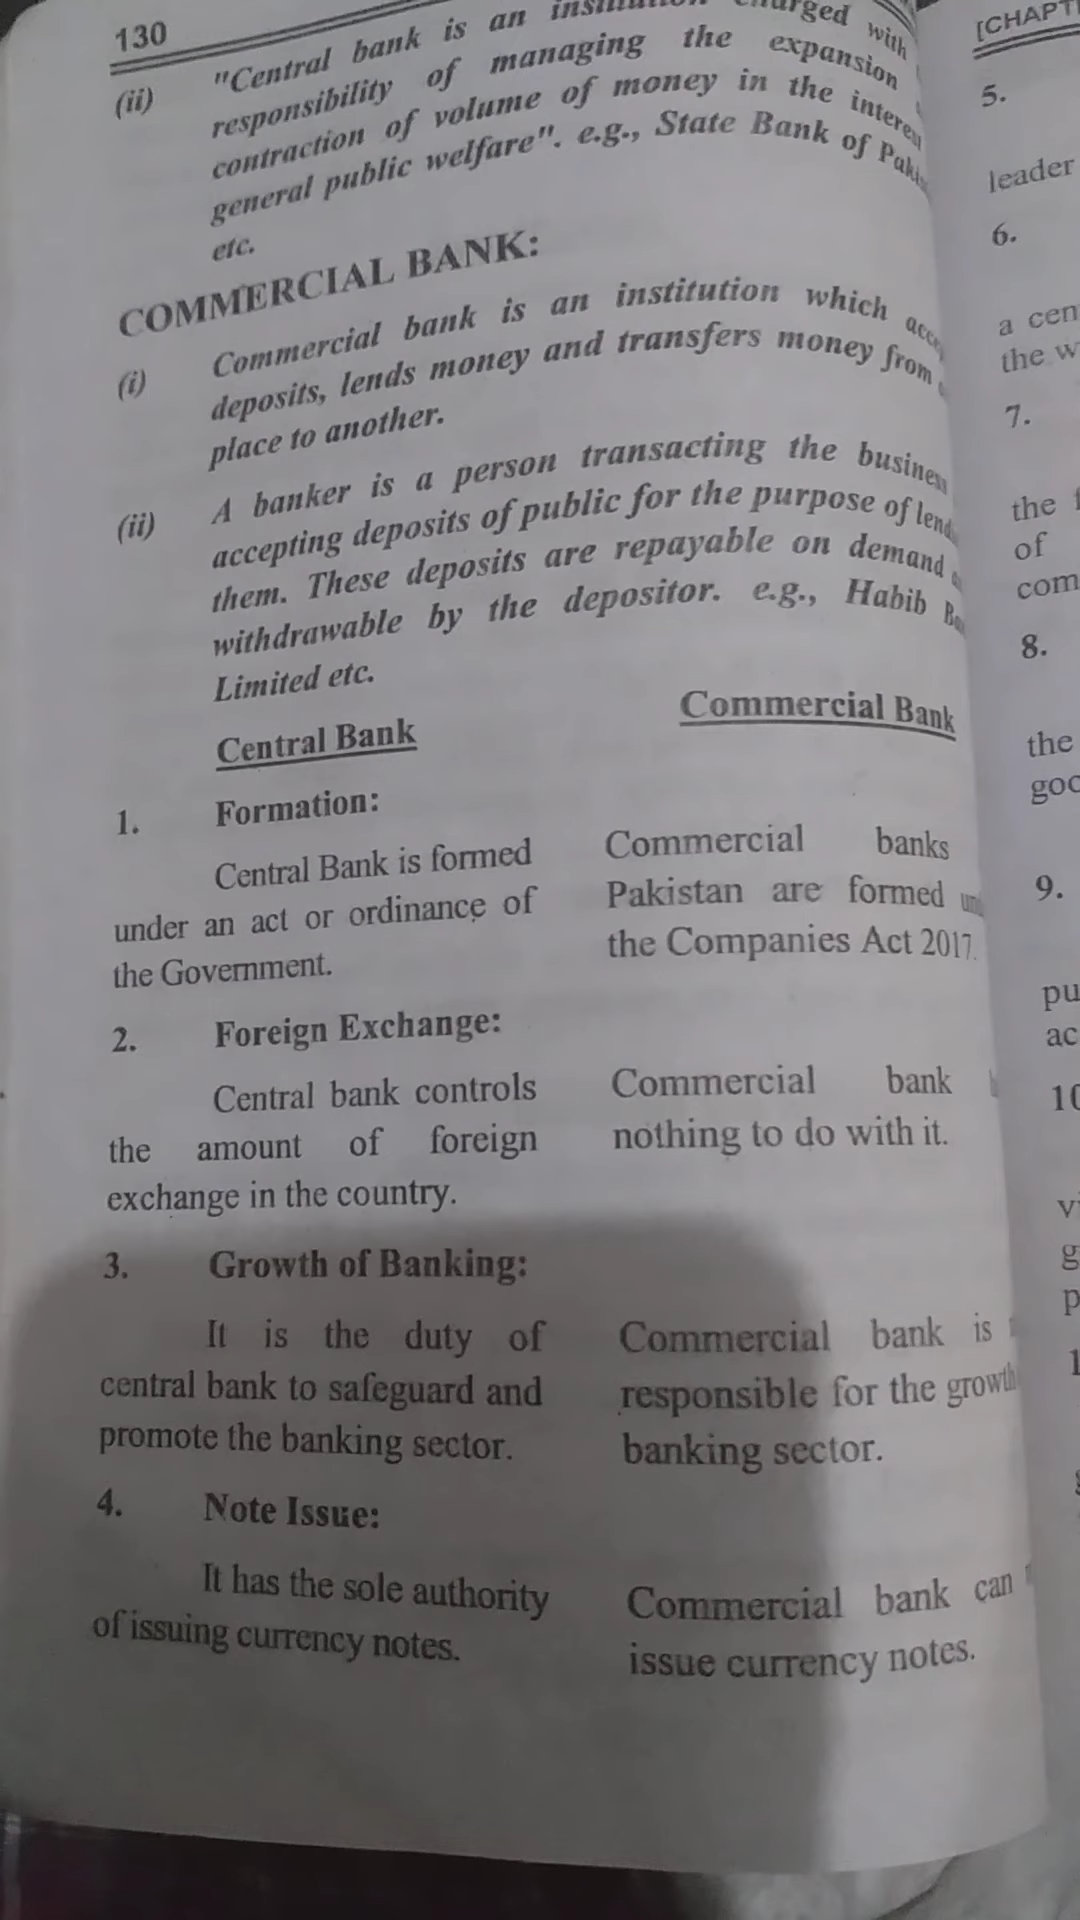 130
(ii) "Central bank is an charged with
responsibility of managing the expansion
contraction of volume of money in the interest
general public welfare". e.g., State Bank of
etc.
COMMERCIAL BANK:
(i) Commercial bank is an institution which
deposits, lends money and transfers money from
place to another.
(ii) A banker is a person transacting the business
accepting deposits of public for the purpose of
them. These deposits are repayable on demand
withdrawable by the depositor. e.g., Habib
Limited etc.
Central Bank
Commercial Bank
1. Formation:
Central Bank is formed
under an act or ordinance of
the Government.
Commercial banks
Pakistan are formed
the Companies Act 2017.
2. Foreign Exchange:
Central bank controls
the amount of foreign
exchange in the country.
Commercial bank
nothing to do with it.
3. Growth of Banking:
It is the duty of
central bank to safeguard and
promote the banking sector.
Commercial bank is
responsible for the growth
banking sector.
4. Note Issue:
It has the sole authority
of issuing currency notes.
Commercial bank can
issue currency notes.
5.
leader
6.
a
the
7.
the
of
8.
the
9.